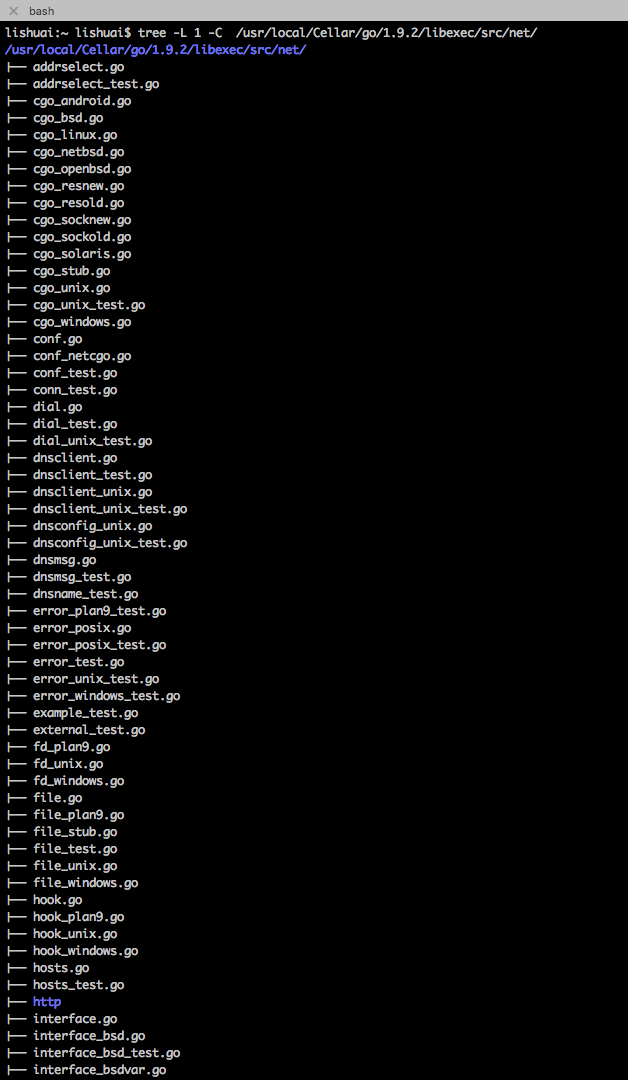 × bash
lishuai:~ lishuai$ tree -L 1 -C  /usr/local/Cellar/go/1.9.2/libexec/src/net/
/usr/local/Cellar/go/1.9.2/libexec/src/net/
├── addrselect.go
├── addrselect_test.go
├── cgo_android.go
├── cgo_bsd.go
├── cgo_linux.go
├── cgo_netbsd.go
├── cgo_openbsd.go
├── cgo_resnew.go
├── cgo_resold.go
├── cgo_socknew.go
├── cgo_sockold.go
├── cgo_solaris.go
├── cgo_stub.go
├── cgo_unix.go
├── cgo_unix_test.go
├── cgo_windows.go
├── conf.go
├── conf_netcgo.go
├── conf_test.go
├── conn_test.go
├── dial.go
├── dial_test.go
├── dial_unix_test.go
├── dnsclient.go
├── dnsclient_test.go
├── dnsclient_unix.go
├── dnsclient_unix_test.go
├── dnsconfig_unix.go
├── dnsconfig_unix_test.go
├── dnsmsg.go
├── dnsmsg_test.go
├── dnsname_test.go
├── error_plan9_test.go
├── error_posix.go
├── error_posix_test.go
├── error_test.go
├── error_unix_test.go
├── error_windows_test.go
├── example_test.go
├── external_test.go
├── fd_plan9.go
├── fd_unix.go
├── fd_windows.go
├── file.go
├── file_plan9.go
├── file_stub.go
├── file_test.go
├── file_unix.go
├── file_windows.go
├── hook.go
├── hook_plan9.go
├── hook_unix.go
├── hook_windows.go
├── hosts.go
├── hosts_test.go
├── http
├── interface.go
├── interface_bsd.go
├── interface_bsd_test.go
├── interface_bsdvar.go